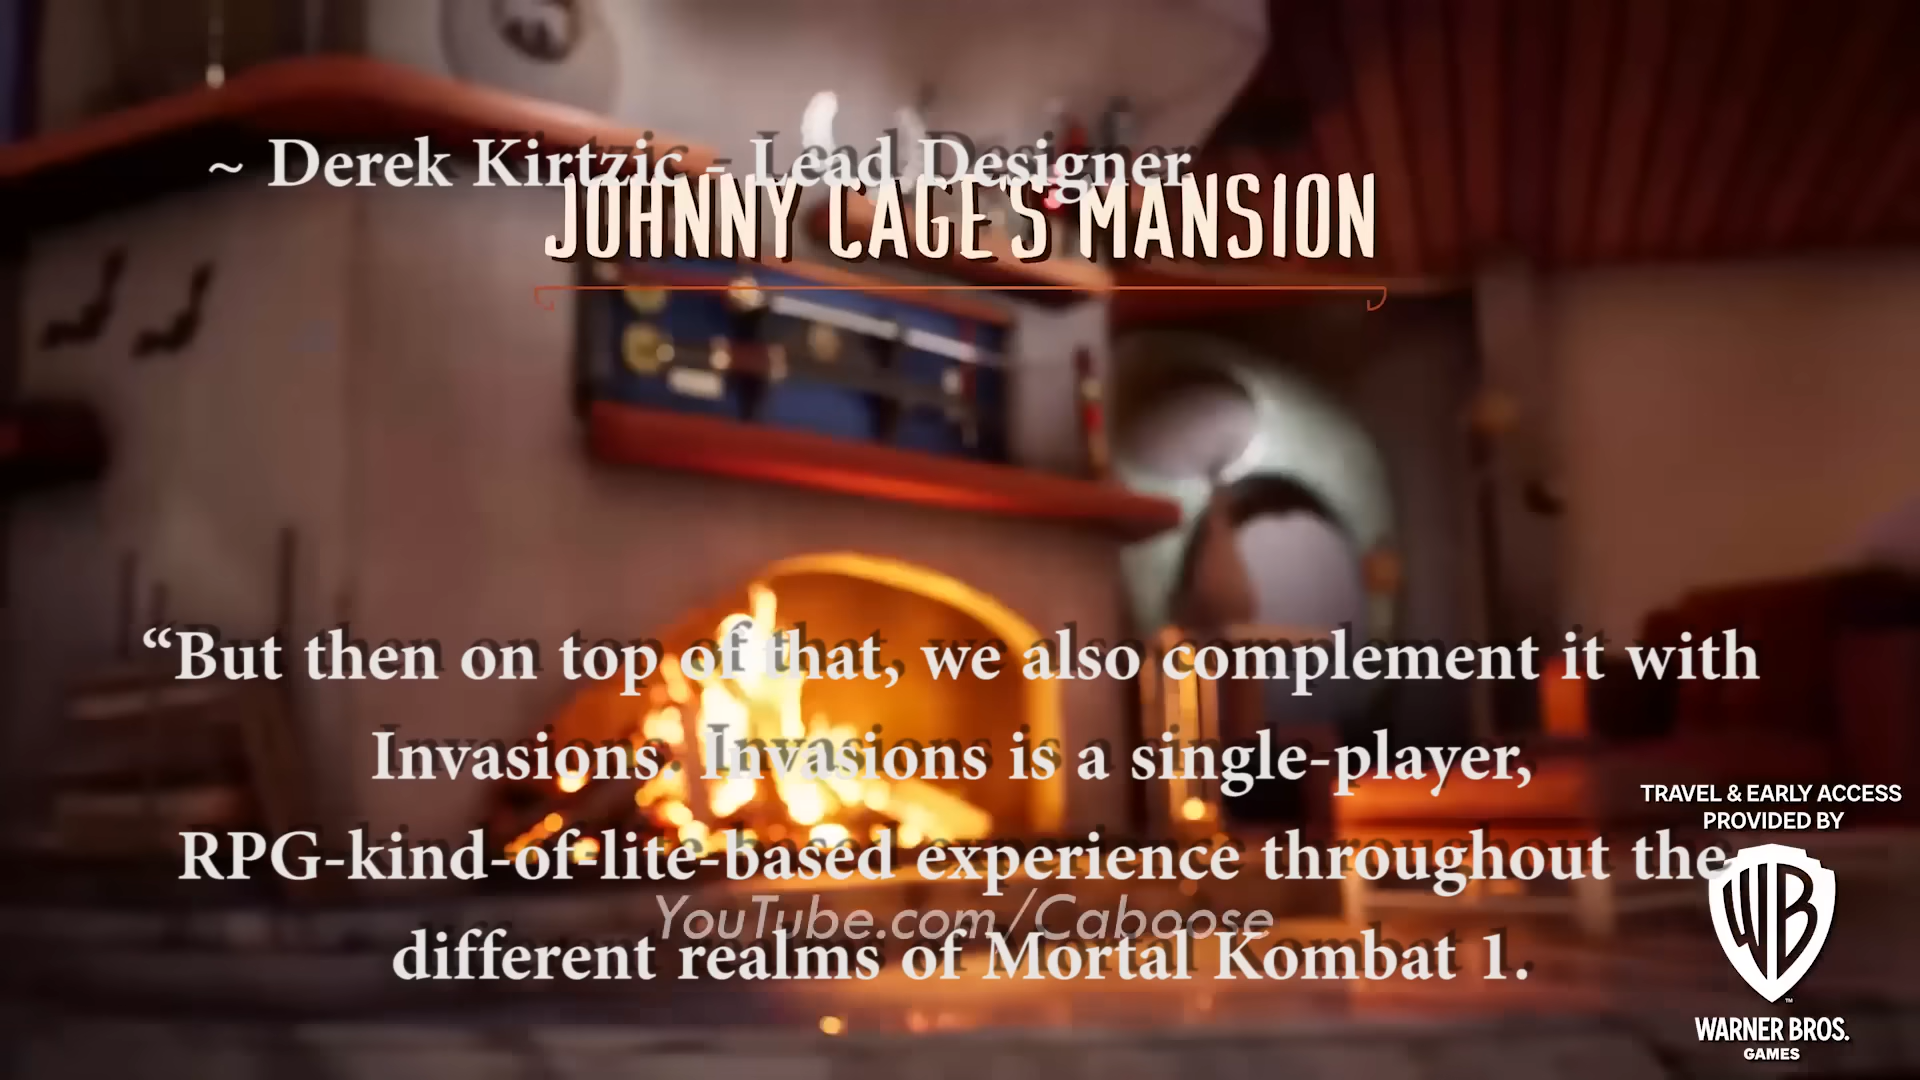 ~ Derek Kirtzic - Lead Designer
JOHNNY CAGE'S MANSION
“But then on top of that, we also complement it with
Invasions. Invasions is a single-player,
RPG-kind-of-lite-based experience throughout the
different realms of Mortal Kombat 1.
YouTube.com/Caboose
TRAVEL & EARLY ACCESS
PROVIDED BY
WB
™
WARNER BROS.
GAMES